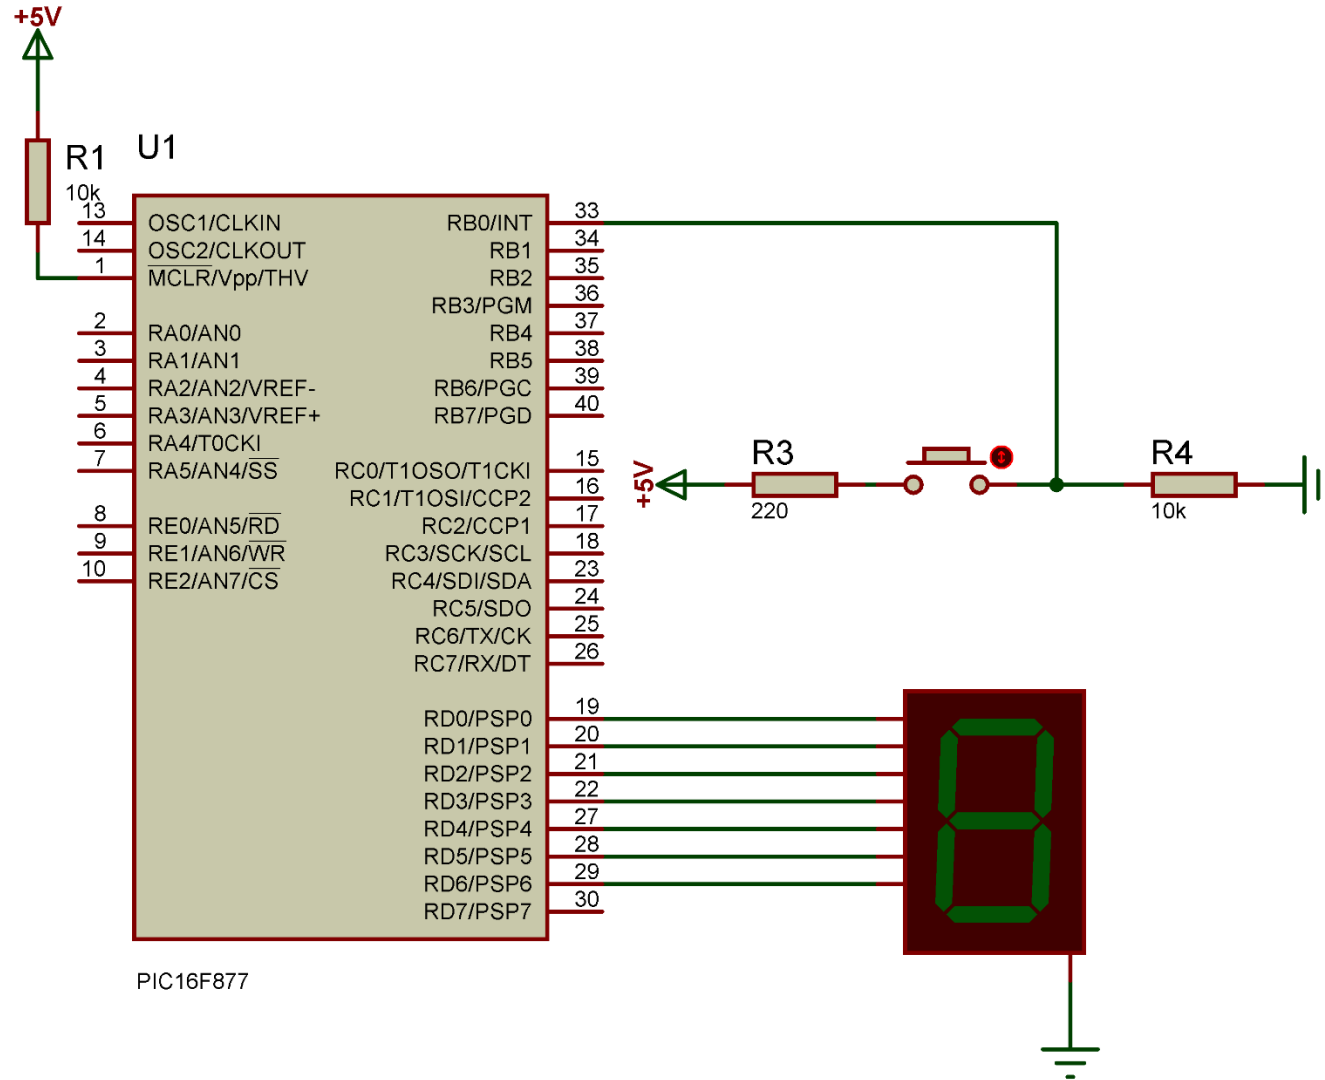 +5V
R1
10k
U1
13 OSC1/CLKIN
14 OSC2/CLKOUT
1 MCLR/Vpp/THV
2 RA0/AN0
3 RA1/AN1
4 RA2/AN2/VREF-
5 RA3/AN3/VREF+
6 RA4/T0CKI
7 RA5/AN4/SS
8 RE0/AN5/RD
9 RE1/AN6/WR
10 RE2/AN7/CS
RB0/INT 33
RB1 34
RB2 35
RB3/PGM 36
RB4 37
RB5 38
RB6/PGC 39
RB7/PGD 40
RC0/T1OSO/T1CKI 15
RC1/T1OSI/CCP2 16
RC2/CCP1 17
RC3/SCK/SCL 18
RC4/SDI/SDA 23
RC5/SDO 24
RC6/TX/CK 25
RC7/RX/DT 26
RD0/PSP0 19
RD1/PSP1 20
RD2/PSP2 21
RD3/PSP3 22
RD4/PSP4 27
RD5/PSP5 28
RD6/PSP6 29
RD7/PSP7 30
PIC16F877
+5V
R3
220
R4
10k